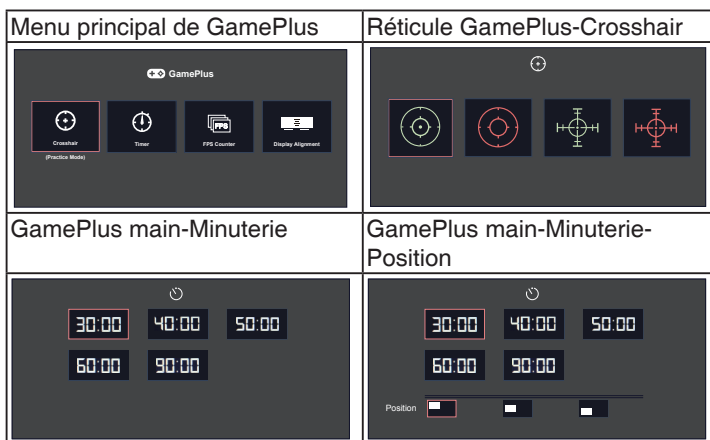 Menu principal de GamePlus
Réticule GamePlus-Crosshair
GamePlus
Crosshair
(Practice Mode)
Timer
FPS
FPS Counter
Display Alignment
GamePlus main-Minuterie
GamePlus main-Minuterie-
Position
30:00 40:00 50:00
60:00 90:00
30:00 40:00 50:00
60:00 90:00
Position